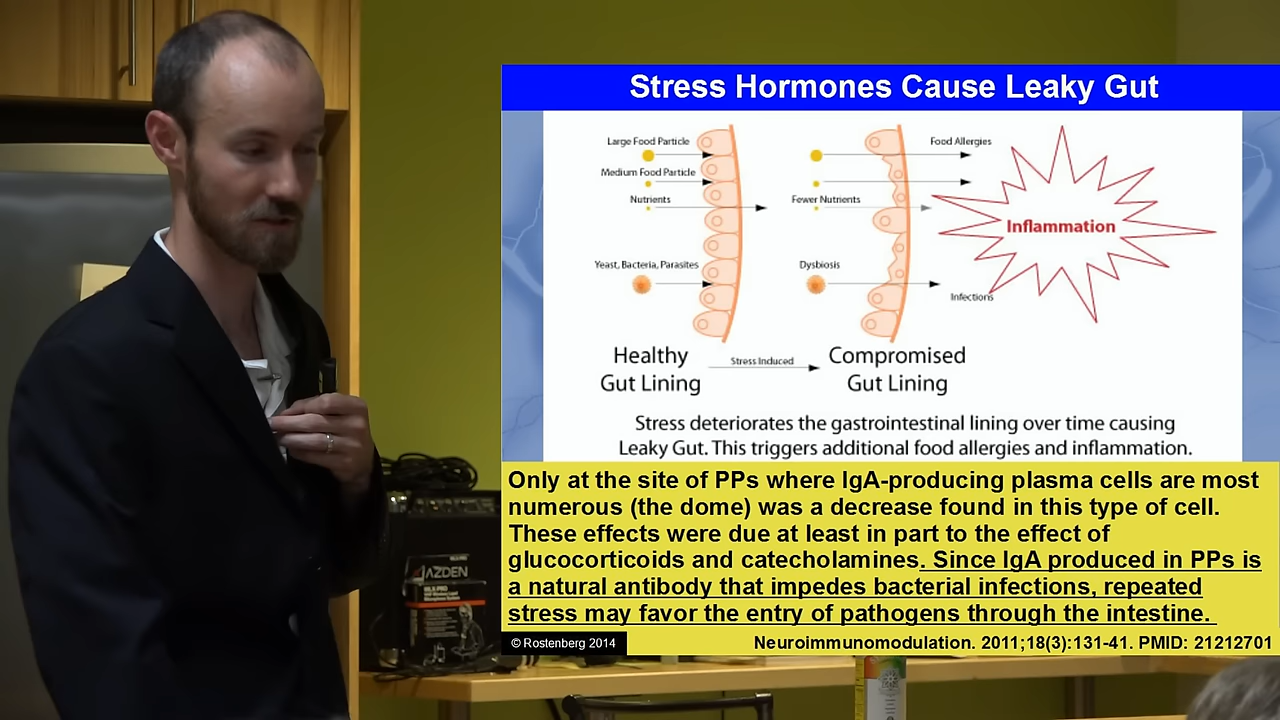 Stress Hormones Cause Leaky Gut
Large Food Particle
Medium Food Particle
Nutrients
Yeast, Bacteria, Parasites
Food Allergies
Fewer Nutrients
Dysbiosis
Infections
Inflammation
Healthy
Gut Lining
Stress Induced
Compromised
Gut Lining
Stress deteriorates the gastrointestinal lining over time causing
Leaky Gut. This triggers additional food allergies and inflammation.
Only at the site of PPs where IgA-producing plasma cells are most
numerous (the dome) was a decrease found in this type of cell.
These effects were due at least in part to the effect of
glucocorticoids and catecholamines. Since IgA produced in PPs is
a natural antibody that impedes bacterial infections, repeated
stress may favor the entry of pathogens through the intestine.
© Rostenberg 2014
Neuroimmunomodulation. 2011;18(3):131-41. PMID: 21212701
AZDEN